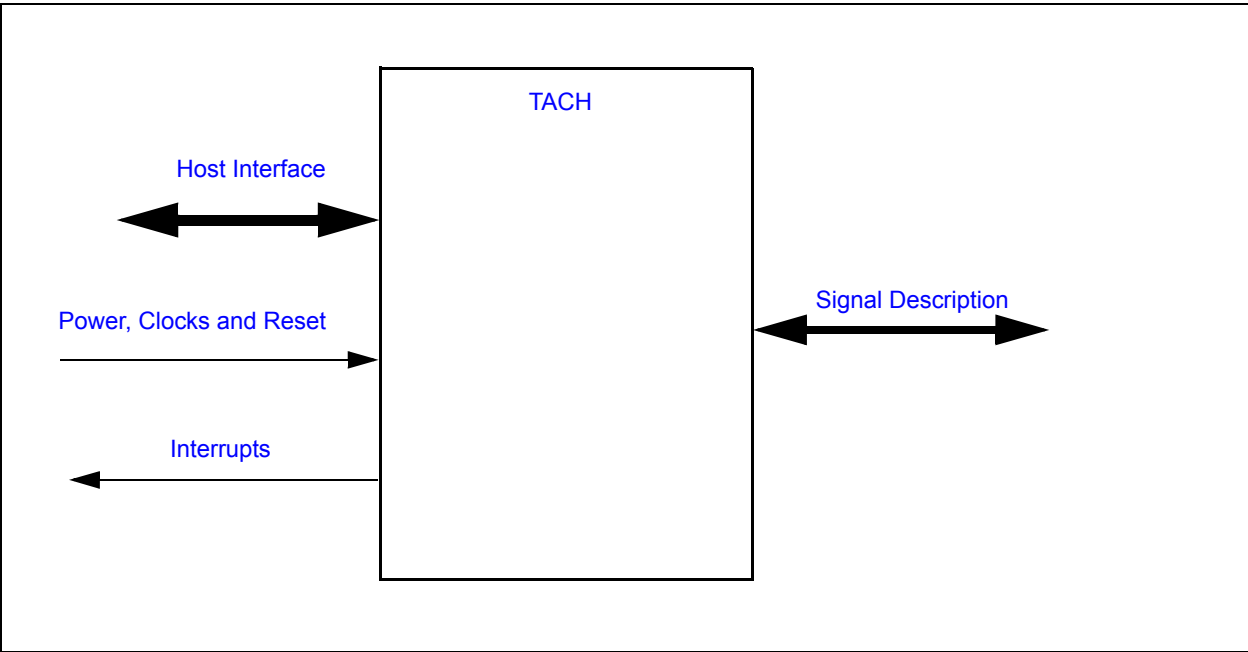 TACH
Host Interface
Signal Description
Power, Clocks and Reset
Interrupts